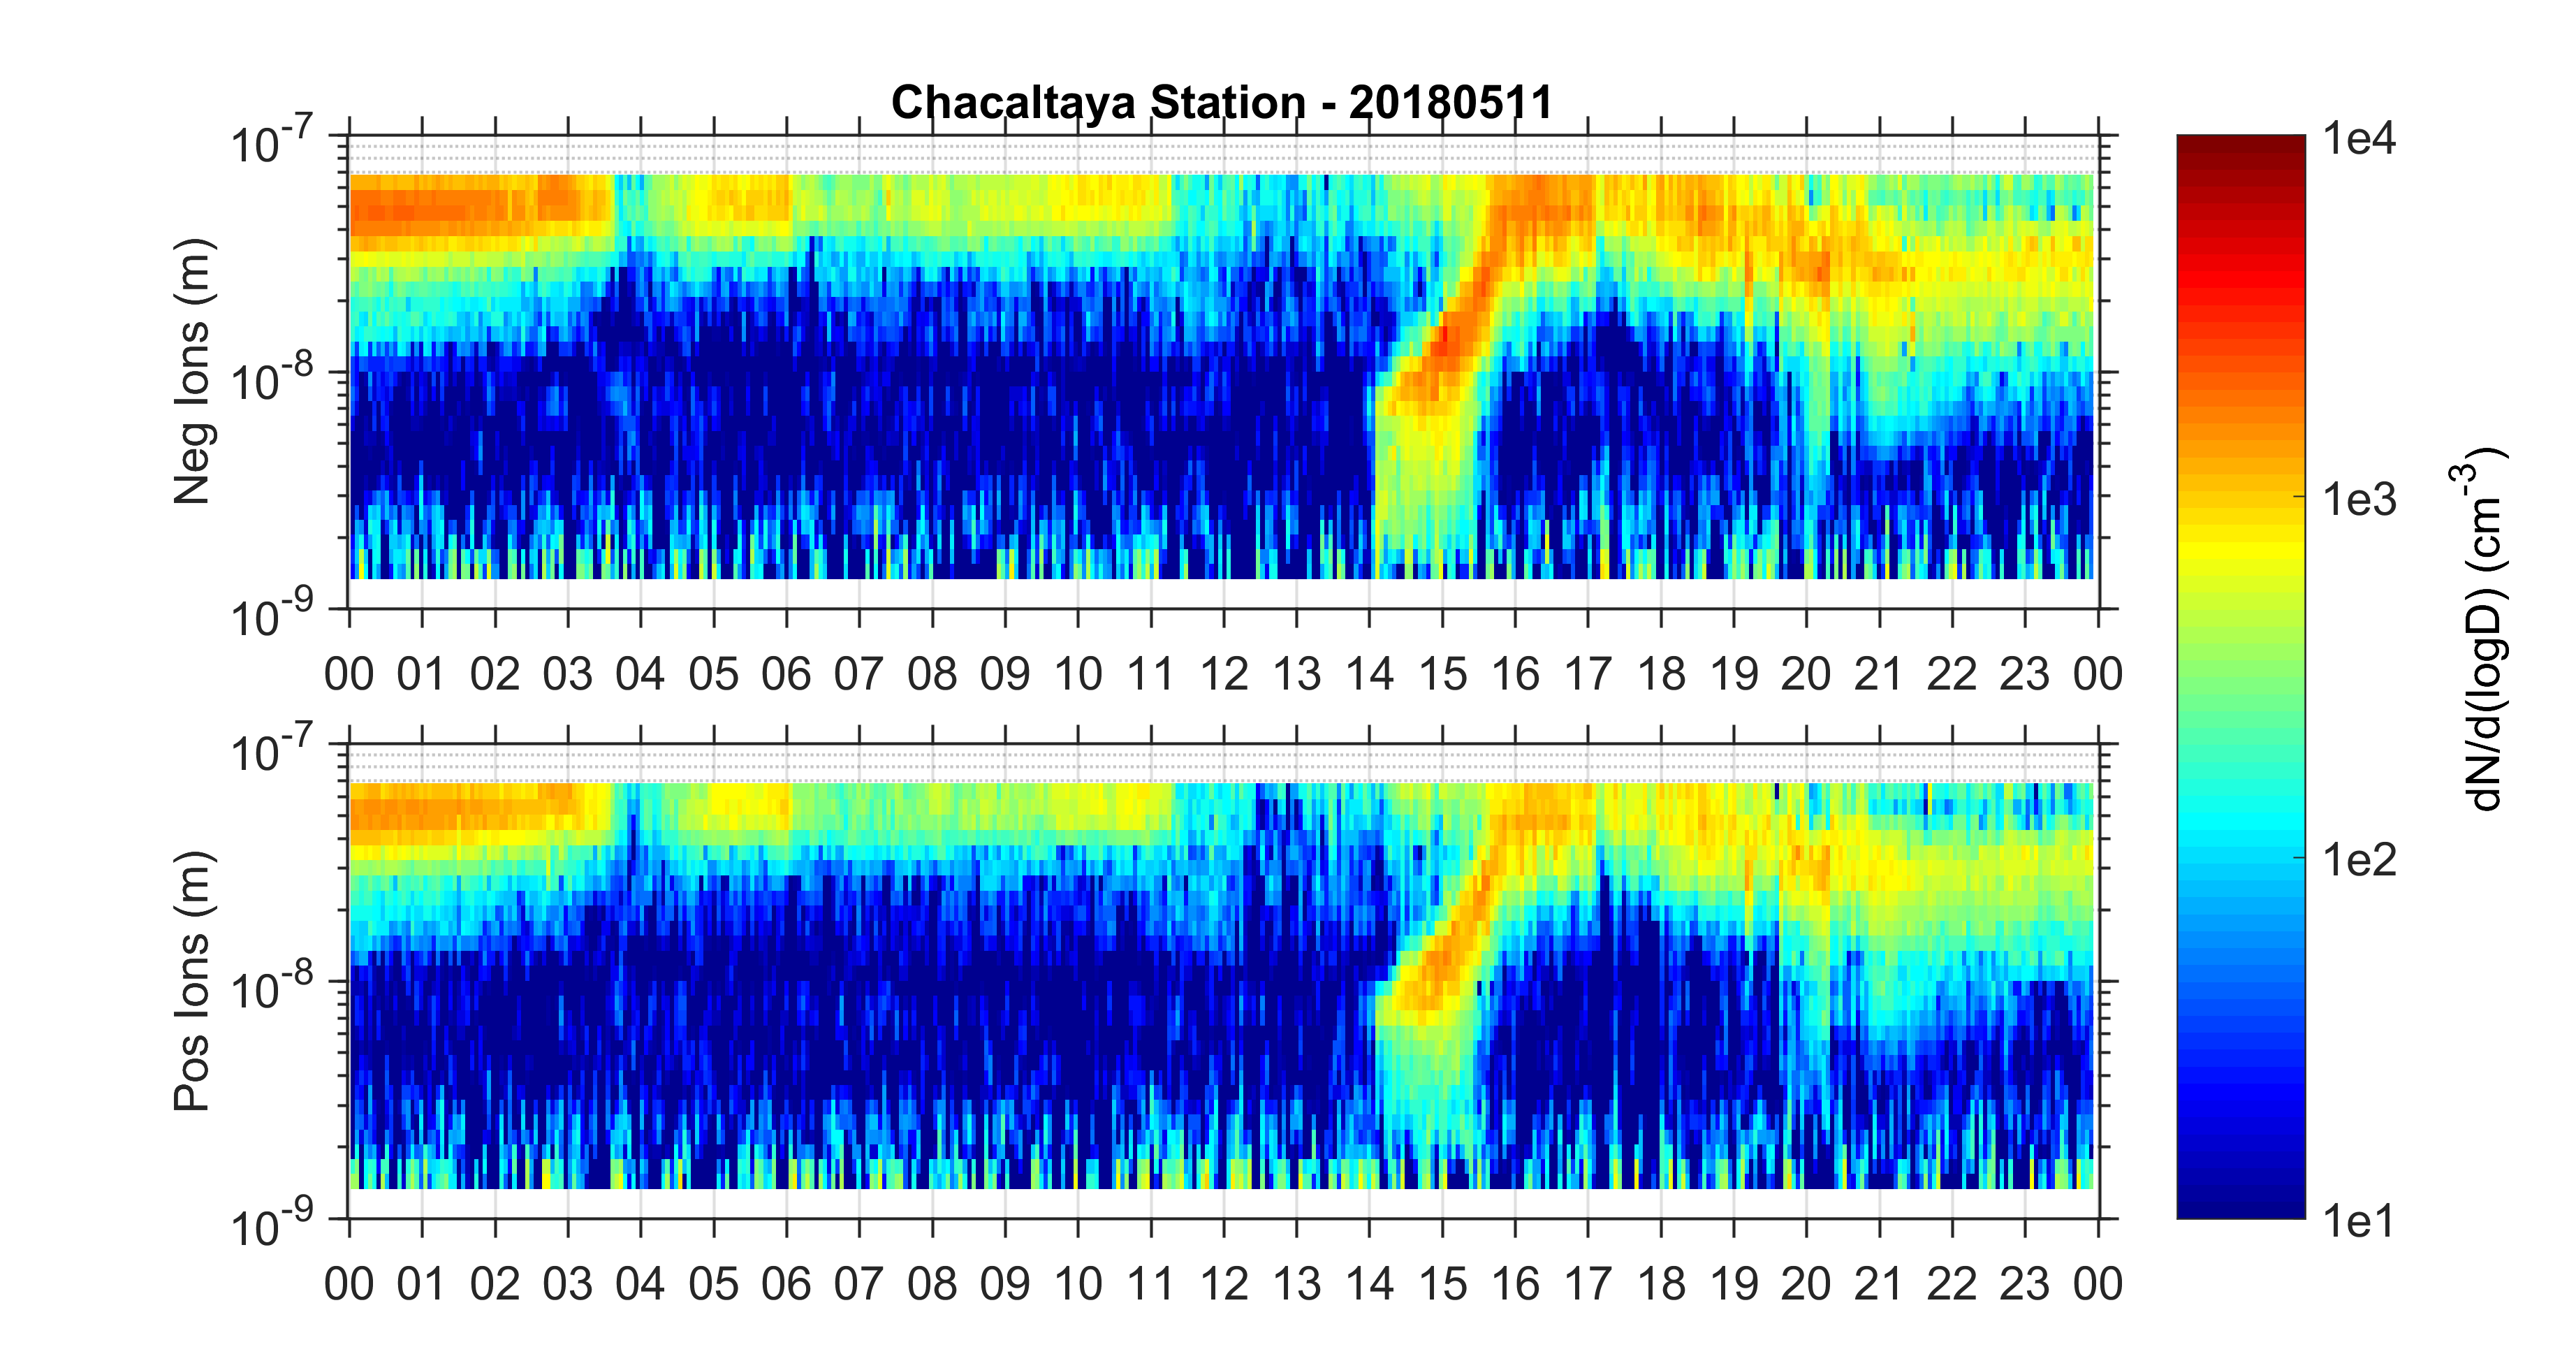 Chacaltaya Station - 20180511
10-7
10-8
10-9
Neg Ions (m)
00 01 02 03 04 05 06 07 08 09 10 11 12 13 14 15 16 17 18 19 20 21 22 23 00
10-7
10-8
10-9
Pos Ions (m)
00 01 02 03 04 05 06 07 08 09 10 11 12 13 14 15 16 17 18 19 20 21 22 23 00
1e4
1e3
1e2
1e1
dN/d(logD) (cm-3)